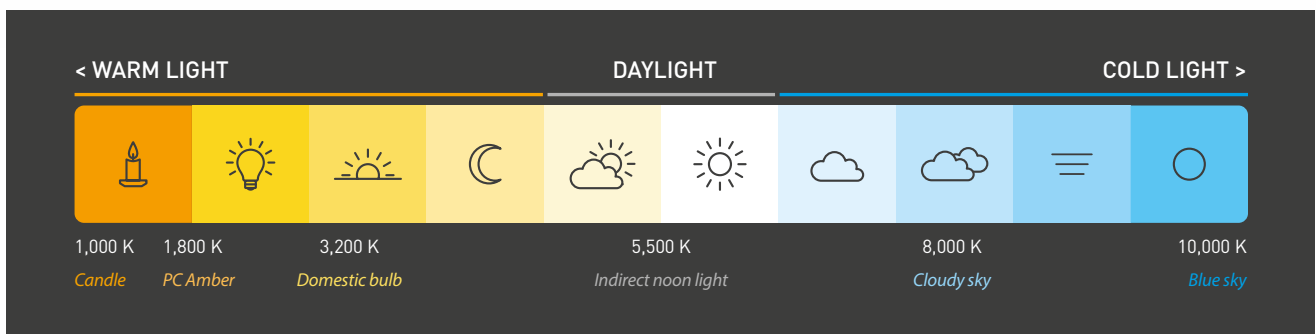 < WARM LIGHT
DAYLIGHT
COLD LIGHT >
1,000 K
1,800 K
3,200 K
5,500 K
8,000 K
10,000 K
Candle
PC Amber
Domestic bulb
Indirect noon light
Cloudy sky
Blue sky